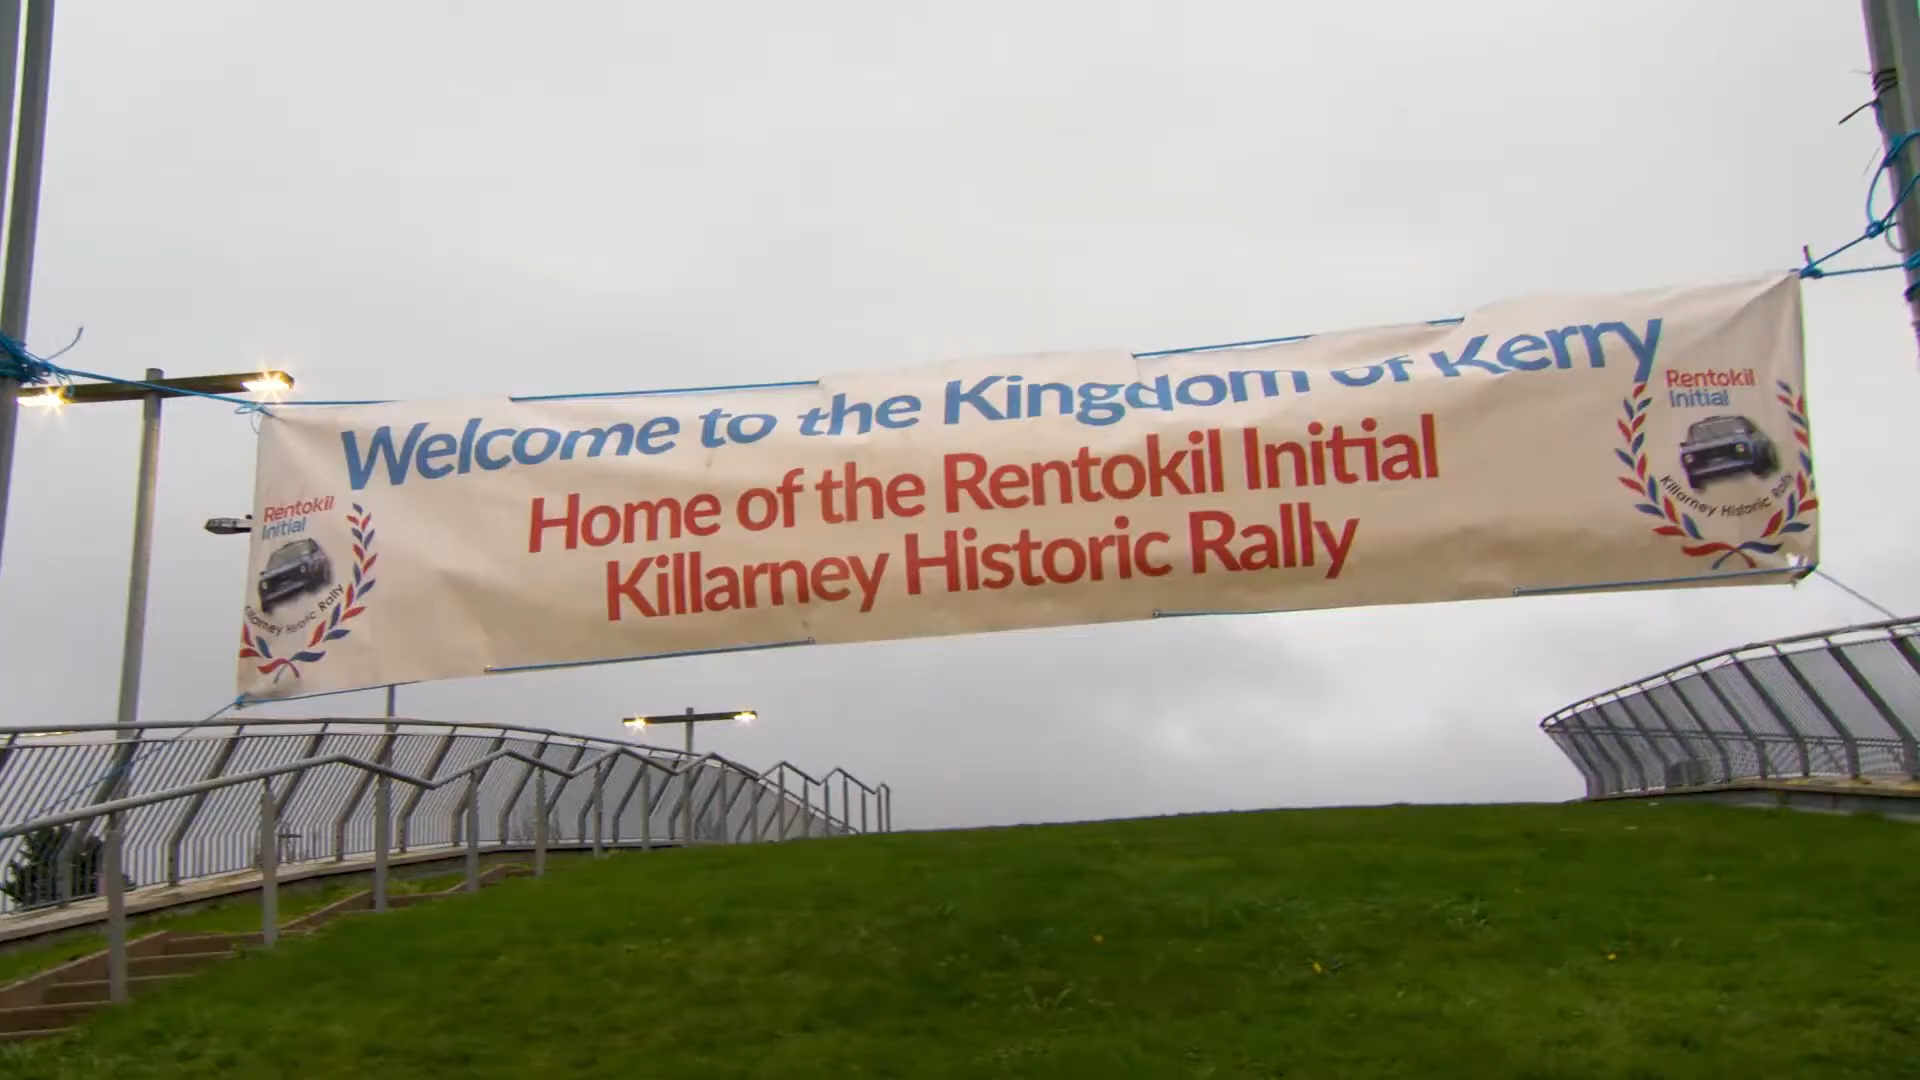 Welcome to the Kingdom of Kerry
Home of the Rentokil Initial
Killarney Historic Rally
Rentokil
Initial
Killarney Historic Rally
Rentokil
Initial
Killarney Historic Rally